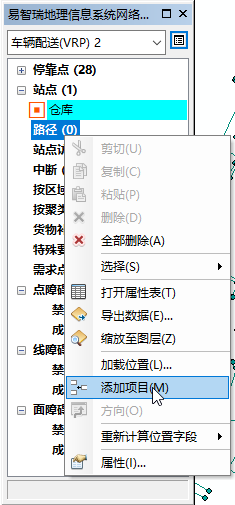 易智瑞地理信息系统网络...
车辆配送(VRP) 2
停靠点 (28)
站点 (1)
仓库
路径 (0)
站点访
中断 (
按区域
按聚类
货物补
特殊要
需求点
点障碍
禁
成
线障碍
禁
成
面障碍
禁
成
剪切(U)
复制(C)
粘贴(P)
删除(D)
全部删除(A)
选择(S)
打开属性表(T)
导出数据(E)...
缩放至图层(Z)
加载位置(L)...
添加项目(M)
方向(O)
重新计算位置字段
属性(I)...